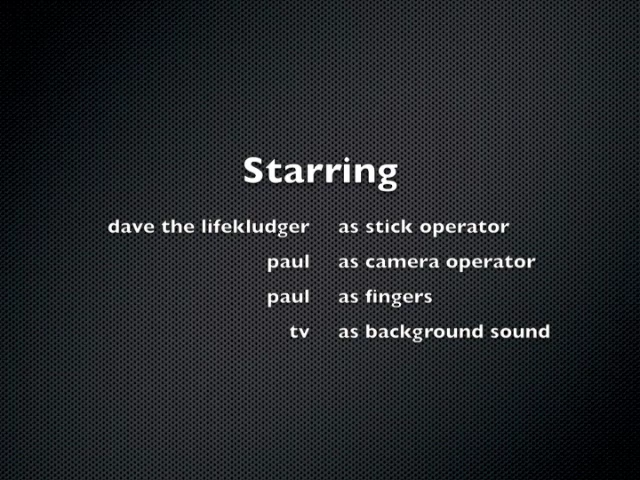 Starring
dave the lifekludger as stick operator
paul as camera operator
paul as fingers
tv as background sound